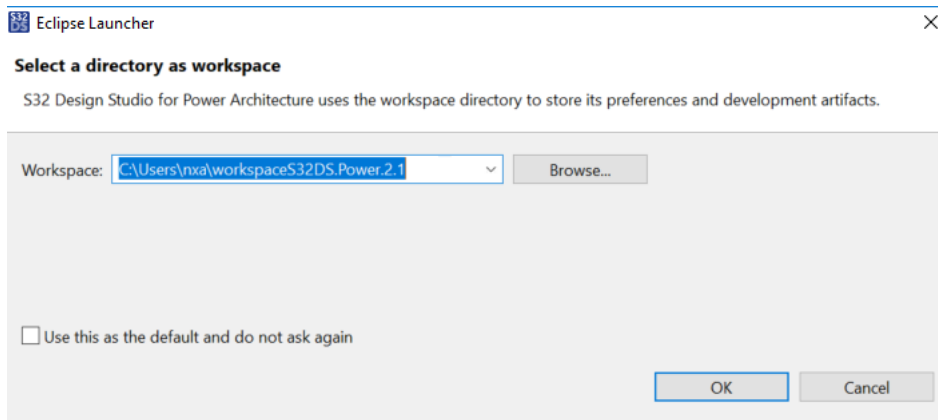 S32 DS Eclipse Launcher
Select a directory as workspace
S32 Design Studio for Power Architecture uses the workspace directory to store its preferences and development artifacts.
Workspace: C:\Users\nxa\workspaceS32DS.Power.2.1 Browse...
Use this as the default and do not ask again
OK Cancel